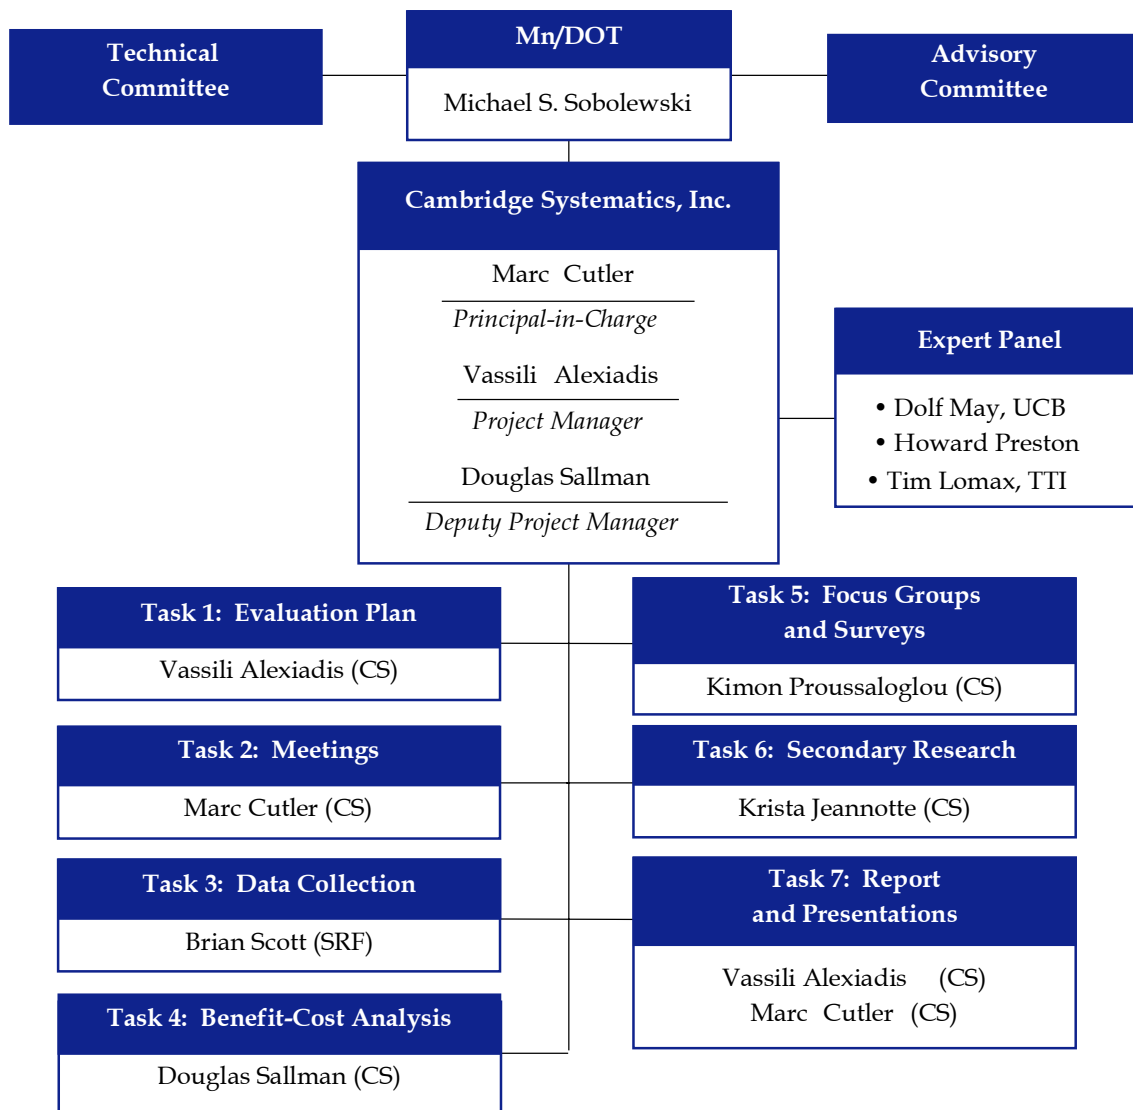 Technical
Committee
Mn/DOT
Michael S. Sobolewski
Advisory
Committee
Cambridge Systematics, Inc.
Marc Cutler
Principal-in-Charge
Vassili Alexiadis
Project Manager
Douglas Sallman
Deputy Project Manager
Expert Panel
• Dolf May, UCB
• Howard Preston
• Tim Lomax, TTI
Task 1: Evaluation Plan
Vassili Alexiadis (CS)
Task 2: Meetings
Marc Cutler (CS)
Task 3: Data Collection
Brian Scott (SRF)
Task 4: Benefit-Cost Analysis
Douglas Sallman (CS)
Task 5: Focus Groups
and Surveys
Kimon Proussaloglou (CS)
Task 6: Secondary Research
Krista Jeannotte (CS)
Task 7: Report
and Presentations
Vassili Alexiadis (CS)
Marc Cutler (CS)